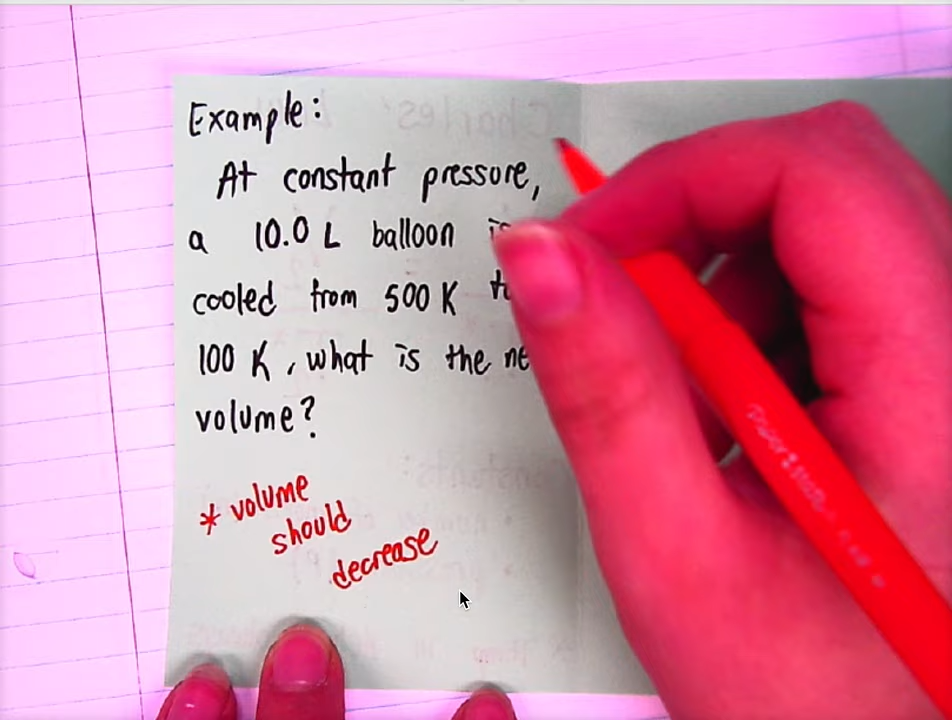 Example:
At constant pressure,
a 10.0 L balloon
cooled from 500 K
100 K, what is the
volume?
* volume
should
decrease